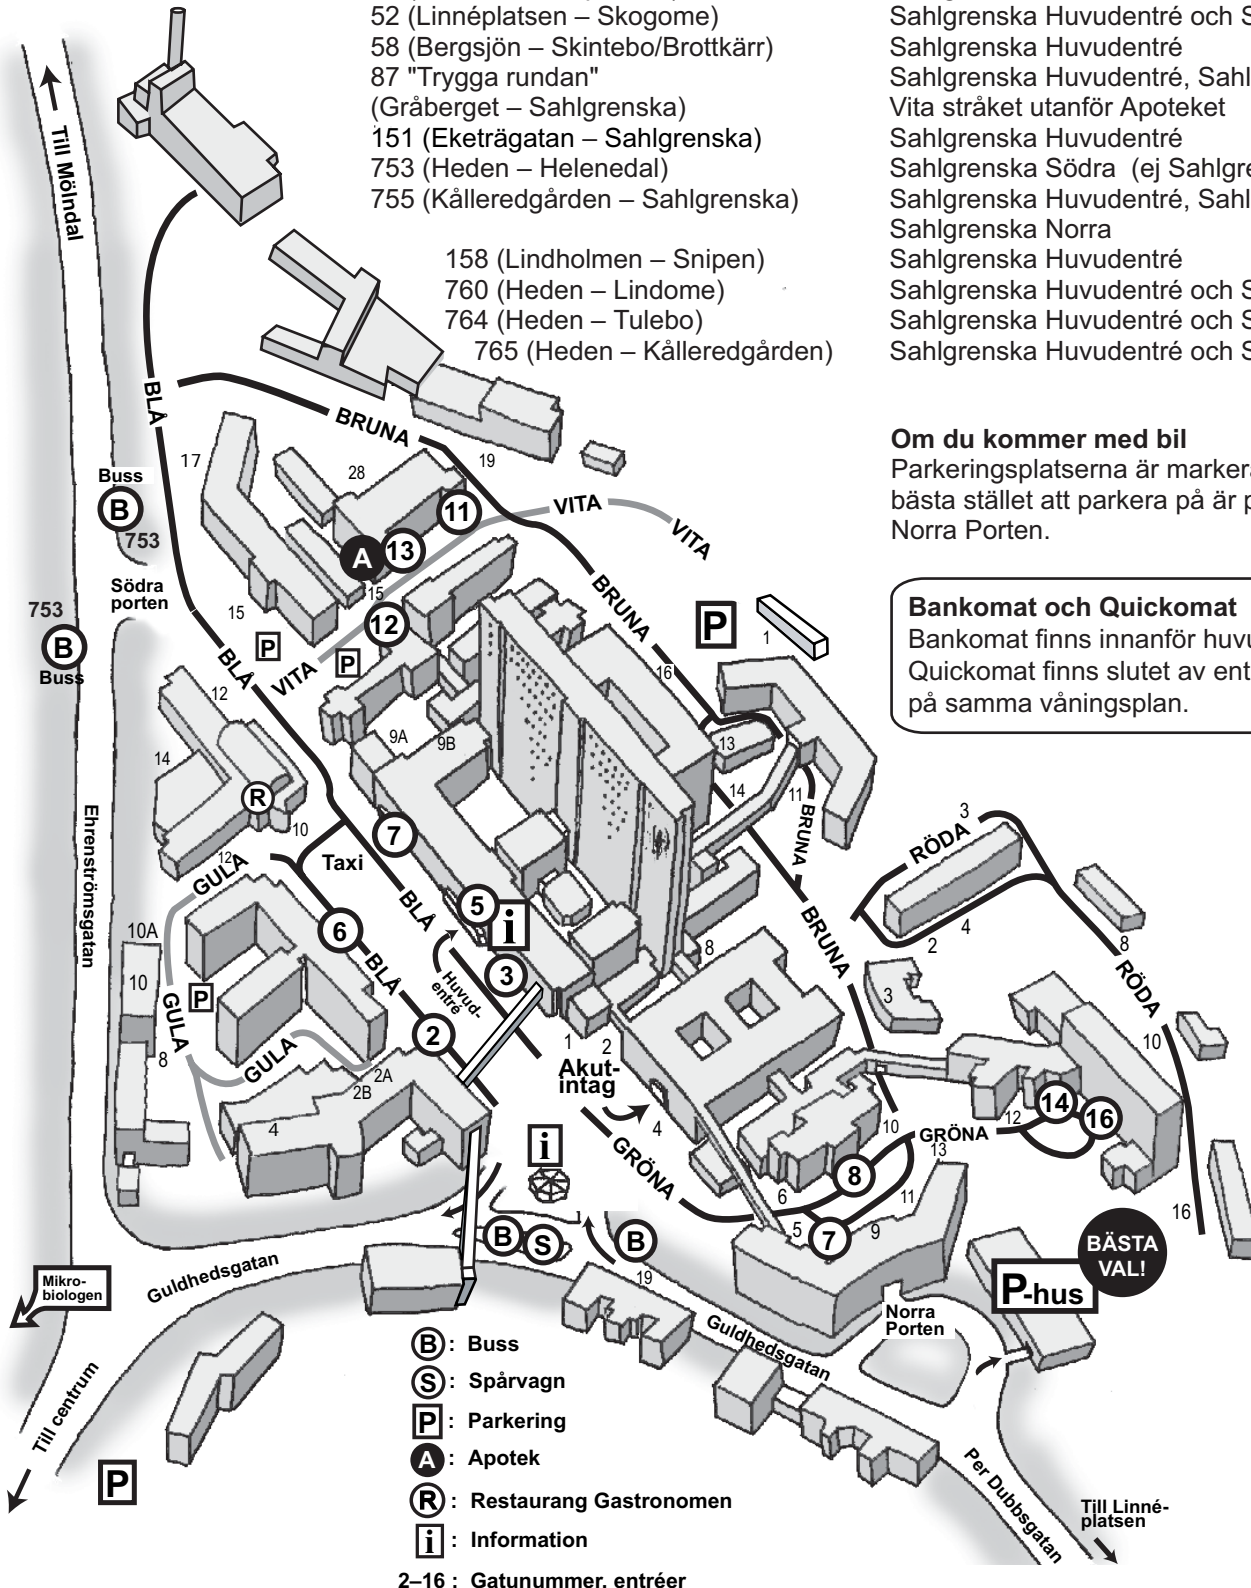 52 (Linnéplatsen – Skogome)
Sahlgrenska Huvudentré och S
58 (Bergsjön – Skintebo/Brottkärr)
Sahlgrenska Huvudentré
87 "Trygga rundan"
Sahlgrenska Huvudentré, Sahl
(Gråberget – Sahlgrenska)
Vita stråket utanför Apoteket
151 (Eketrägatan – Sahlgrenska)
Sahlgrenska Huvudentré
753 (Heden – Helenedal)
Sahlgrenska Södra (ej Sahlgre
755 (Kålleredgården – Sahlgrenska)
Sahlgrenska Huvudentré, Sahl
Sahlgrenska Norra
158 (Lindholmen – Snipen)
Sahlgrenska Huvudentré
760 (Heden – Lindome)
Sahlgrenska Huvudentré och S
764 (Heden – Tulebo)
Sahlgrenska Huvudentré och S
765 (Heden – Kålleredgården)
Sahlgrenska Huvudentré och S
Om du kommer med bil
Parkeringsplatserna är markera
bästa stället att parkera på är p
Norra Porten.
Bankomat och Quickomat
Bankomat finns innanför huvu
Quickomat finns slutet av ent
på samma våningsplan.
Till Mölndal
BLÅ
BRUNA
17
28
19
Buss
B
753
11
VITA
VITA
A
13
15
15
Södra
porten
12
753
B
Buss
P
BLÅ
VITA
P
BRUNA
P
1
16
12
14
9A
9B
13
R
10
12
7
14
11
BRUNA
3
RÖDA
Taxi
GULA
BLÅ
Ehrenströmsgatan
5
i
6
10A
BLÅ
10
P
GULA
3
Huvud-
entré
8
BRUNA
2
4
8
3
RÖDA
10
2
1
2
Akut-
intag
8
GULA
2A
2B
4
4
GRÖNA
10
GRÖNA
12
14
16
13
i
8
6
11
5
7
9
16
B
S
B
19
BÄSTA
VAL!
P-hus
Norra
Porten
Guldhedsgatan
Guldhedsgatan
Mikro-
biologen
Till centrum
P
Per Dubbsgatan
Till Linné-
platsen
B : Buss
S : Spårvagn
P : Parkering
A : Apotek
R : Restaurang Gastronomen
i : Information
2–16 : Gatunummer, entréer